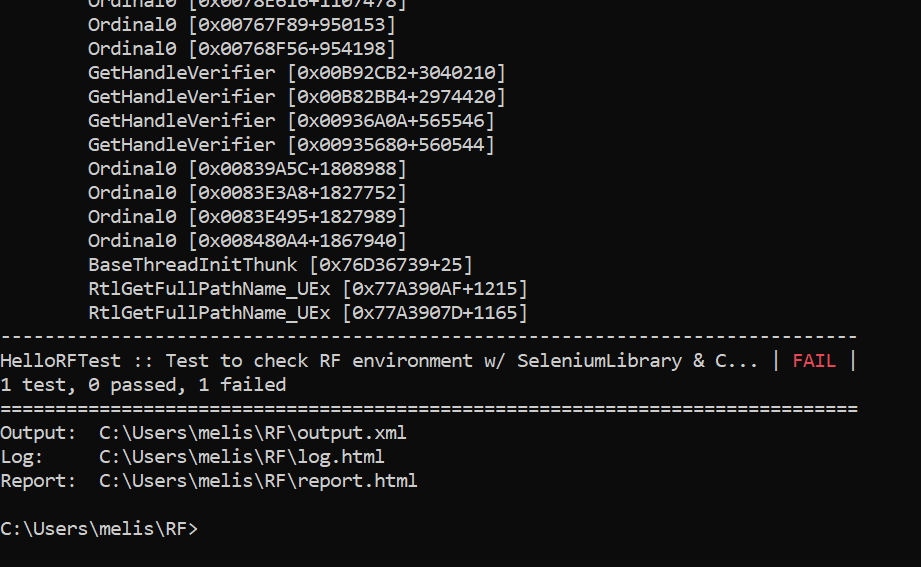 Ordinal0 [0x0078E616+1107478]
Ordinal0 [0x00767F89+950153]
Ordinal0 [0x00768F56+954198]
GetHandleVerifier [0x00B92CB2+3040210]
GetHandleVerifier [0x00B82BB4+2974420]
GetHandleVerifier [0x00936A0A+565546]
GetHandleVerifier [0x00935680+560544]
Ordinal0 [0x00839A5C+1808988]
Ordinal0 [0x0083E3A8+1827752]
Ordinal0 [0x0083E495+1827989]
Ordinal0 [0x008480A4+1867940]
BaseThreadInitThunk [0x76D36739+25]
RtlGetFullPathName_UEx [0x77A390AF+1215]
RtlGetFullPathName_UEx [0x77A3907D+1165]
------------------------------------------------------------------------------
HelloRFTest :: Test to check RF environment w/ SeleniumLibrary & C... | FAIL |
1 test, 0 passed, 1 failed
==============================================================================
Output:  C:\Users\melis\RF\output.xml
Log:     C:\Users\melis\RF\log.html
Report:  C:\Users\melis\RF\report.html
C:\Users\melis\RF>